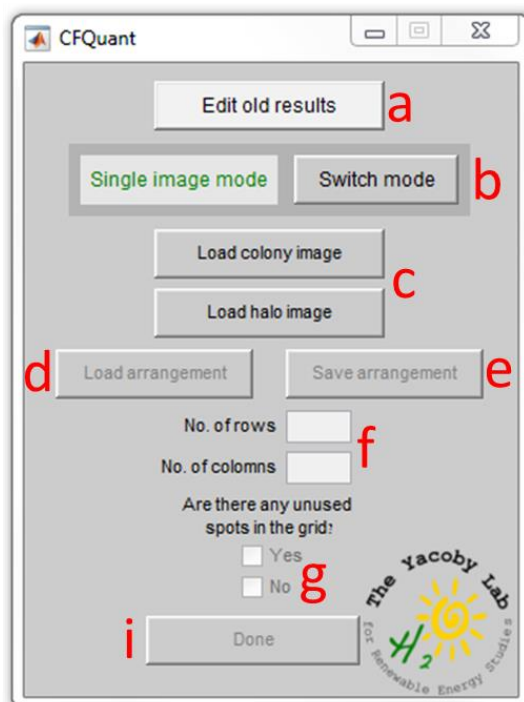 CFQuant
Edit old results
a
Single image mode
Switch mode
b
Load colony image
c
Load halo image
d
Load arrangement
Save arrangement
e
No. of rows
f
No. of colomns
Are there any unused
spots in the grid?
Yes
g
No
i
Done
The Yacoby Lab
for Renewable Energy Studies
H2